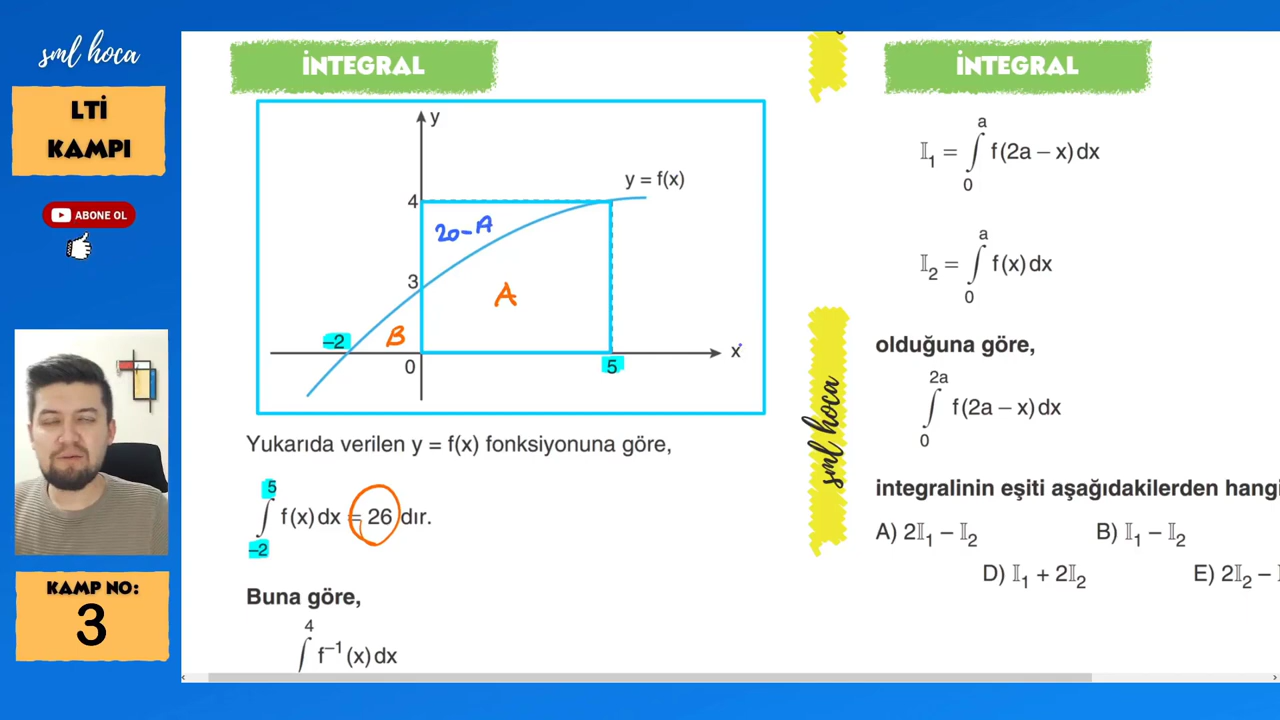 sml hoca
LTİ
KAMPI
ABONE OL
KAMP NO:
3
İNTEGRAL
y
y = f(x)
4
20-A
3
A
B
-2
0
5
x
Yukarıda verilen y = f(x) fonksiyonuna göre,
5
∫ f(x) dx = 26 dır.
-2
Buna göre,
4
∫ f⁻¹(x) dx
sml hoca
İNTEGRAL
a
𝕀₁ = ∫ f(2a – x) dx
0
a
𝕀₂ = ∫ f(x) dx
0
olduğuna göre,
2a
∫ f(2a – x) dx
0
integralinin eşiti aşağıdakilerden hangi
A) 2𝕀₁ – 𝕀₂ B) 𝕀₁ – 𝕀₂
D) 𝕀₁ + 2𝕀₂ E) 2𝕀₂ –